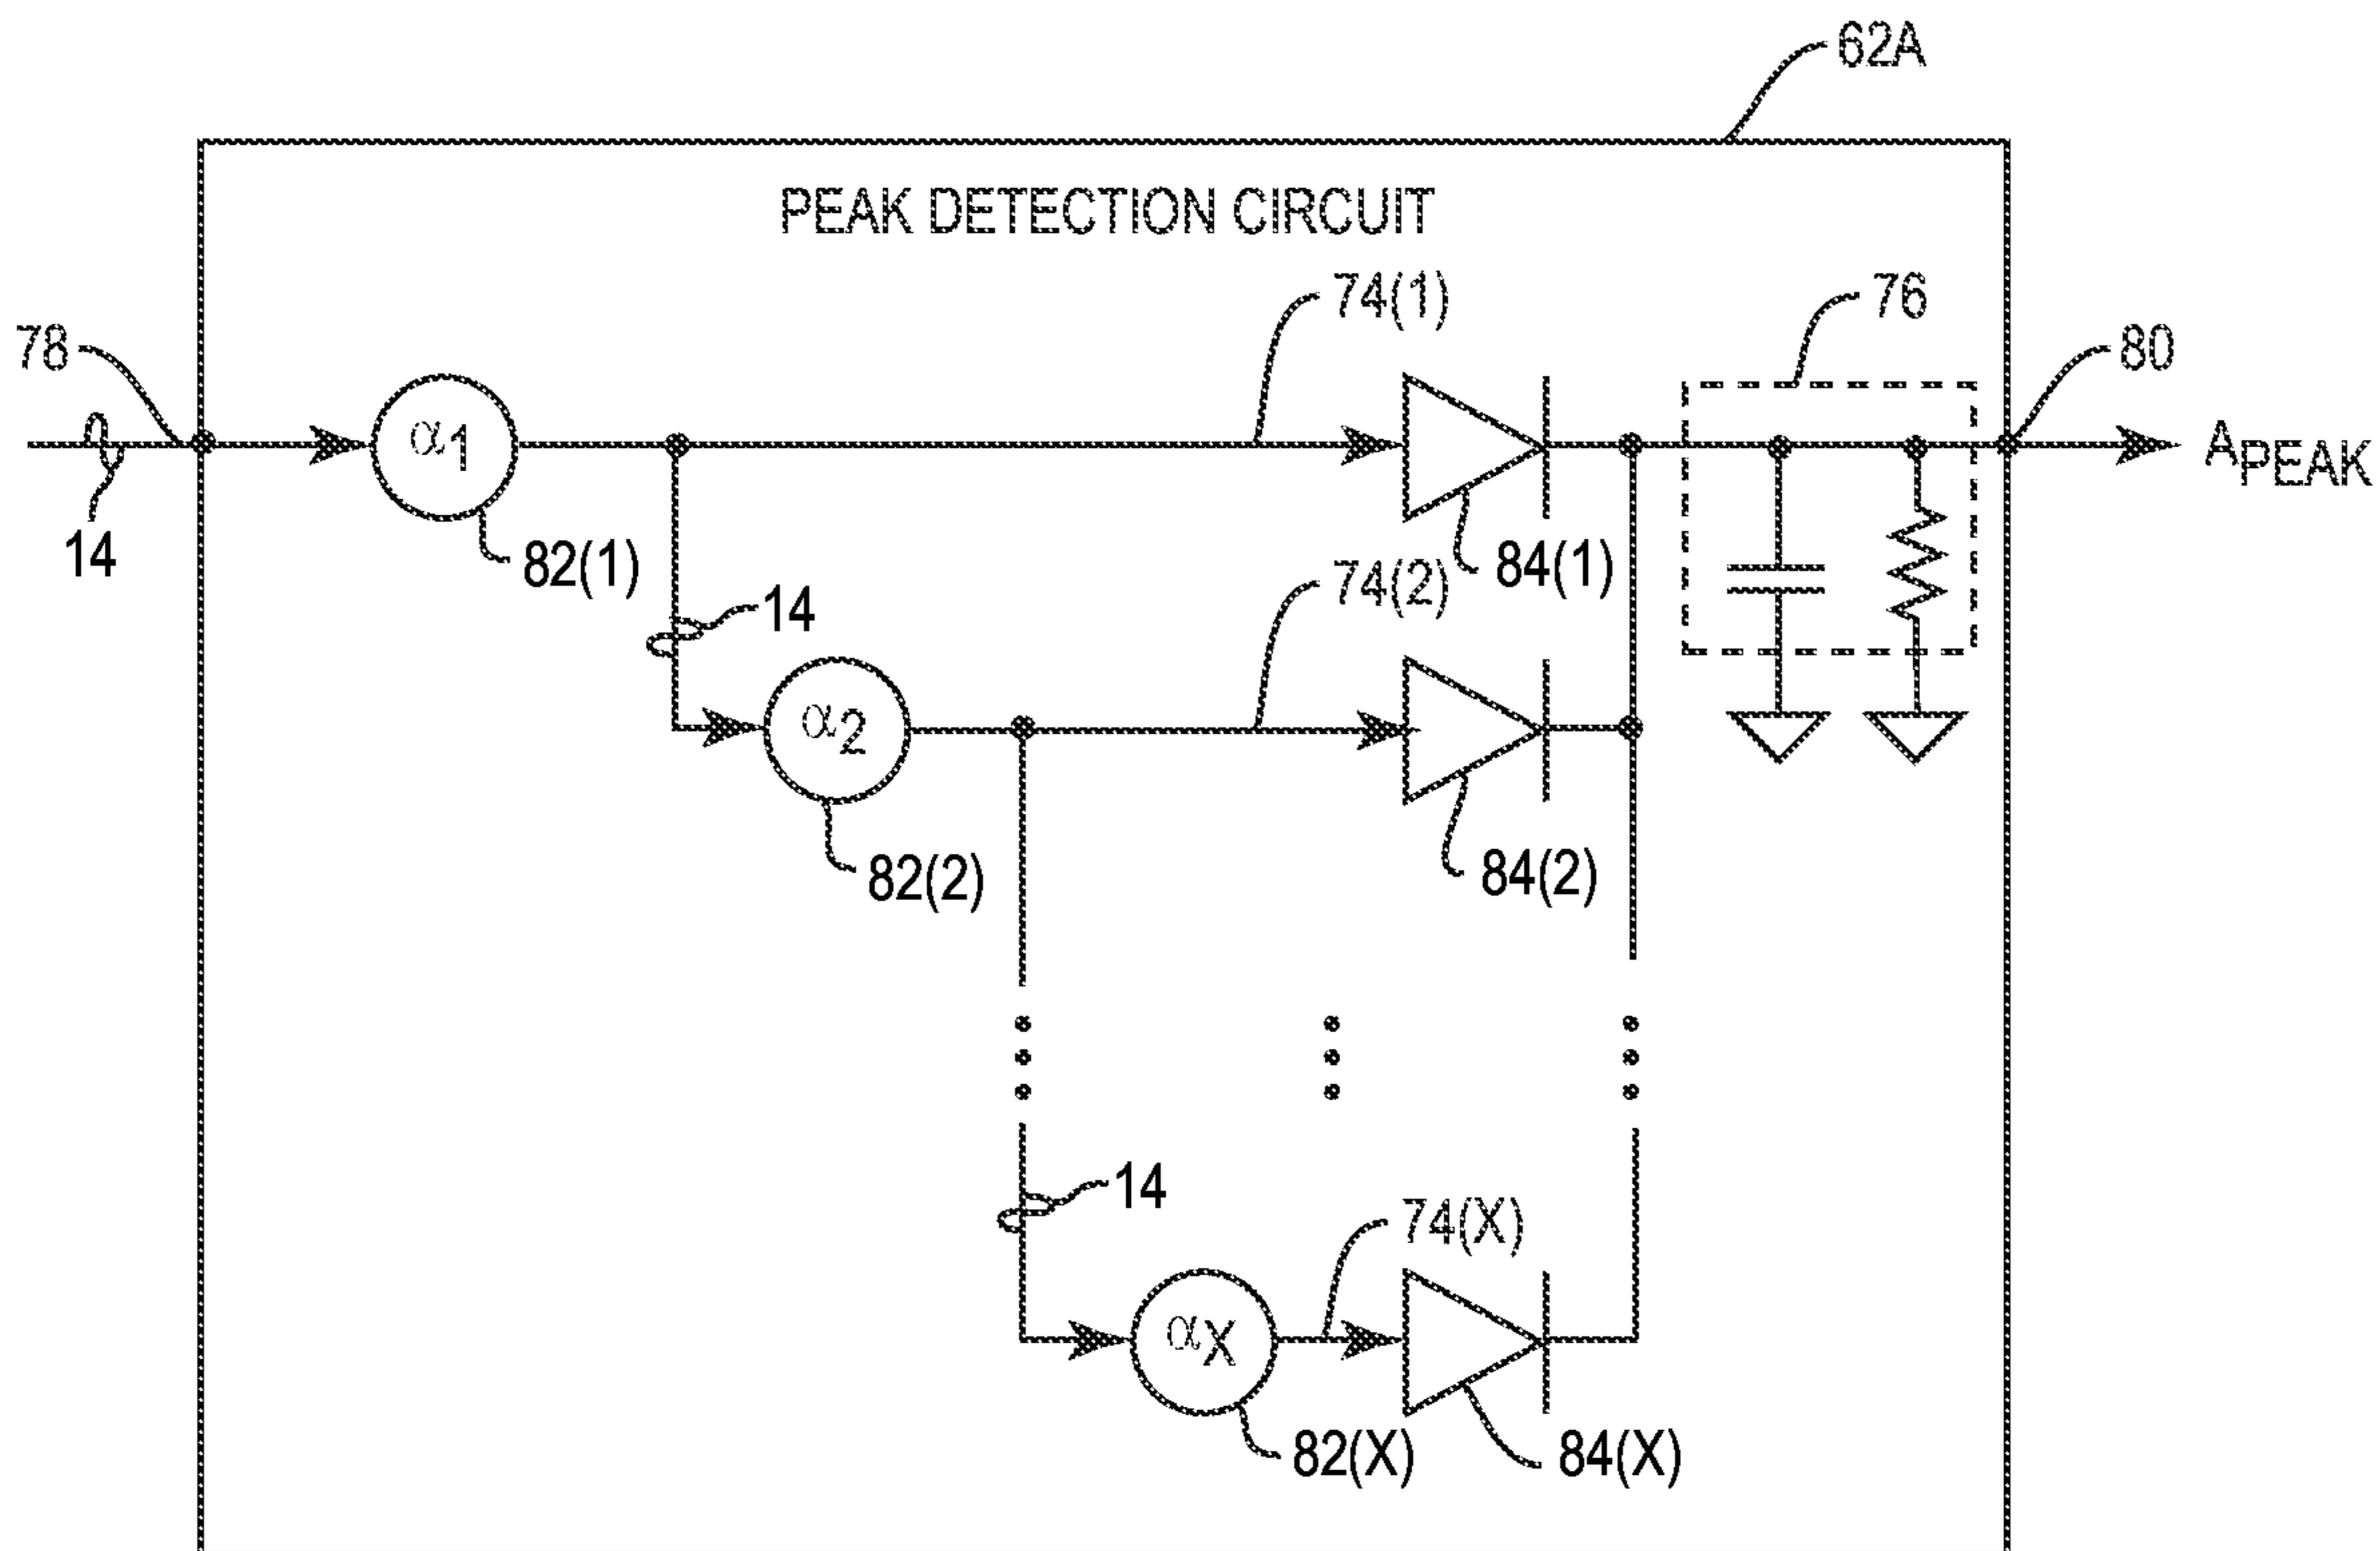 62A
PEAK DETECTION CIRCUIT
74(1)
76
78
80
α1
APEAK
14
82(1)
84(1)
74(2)
14
α2
82(2)
84(2)
14
74(X)
αX
82(X)
84(X)